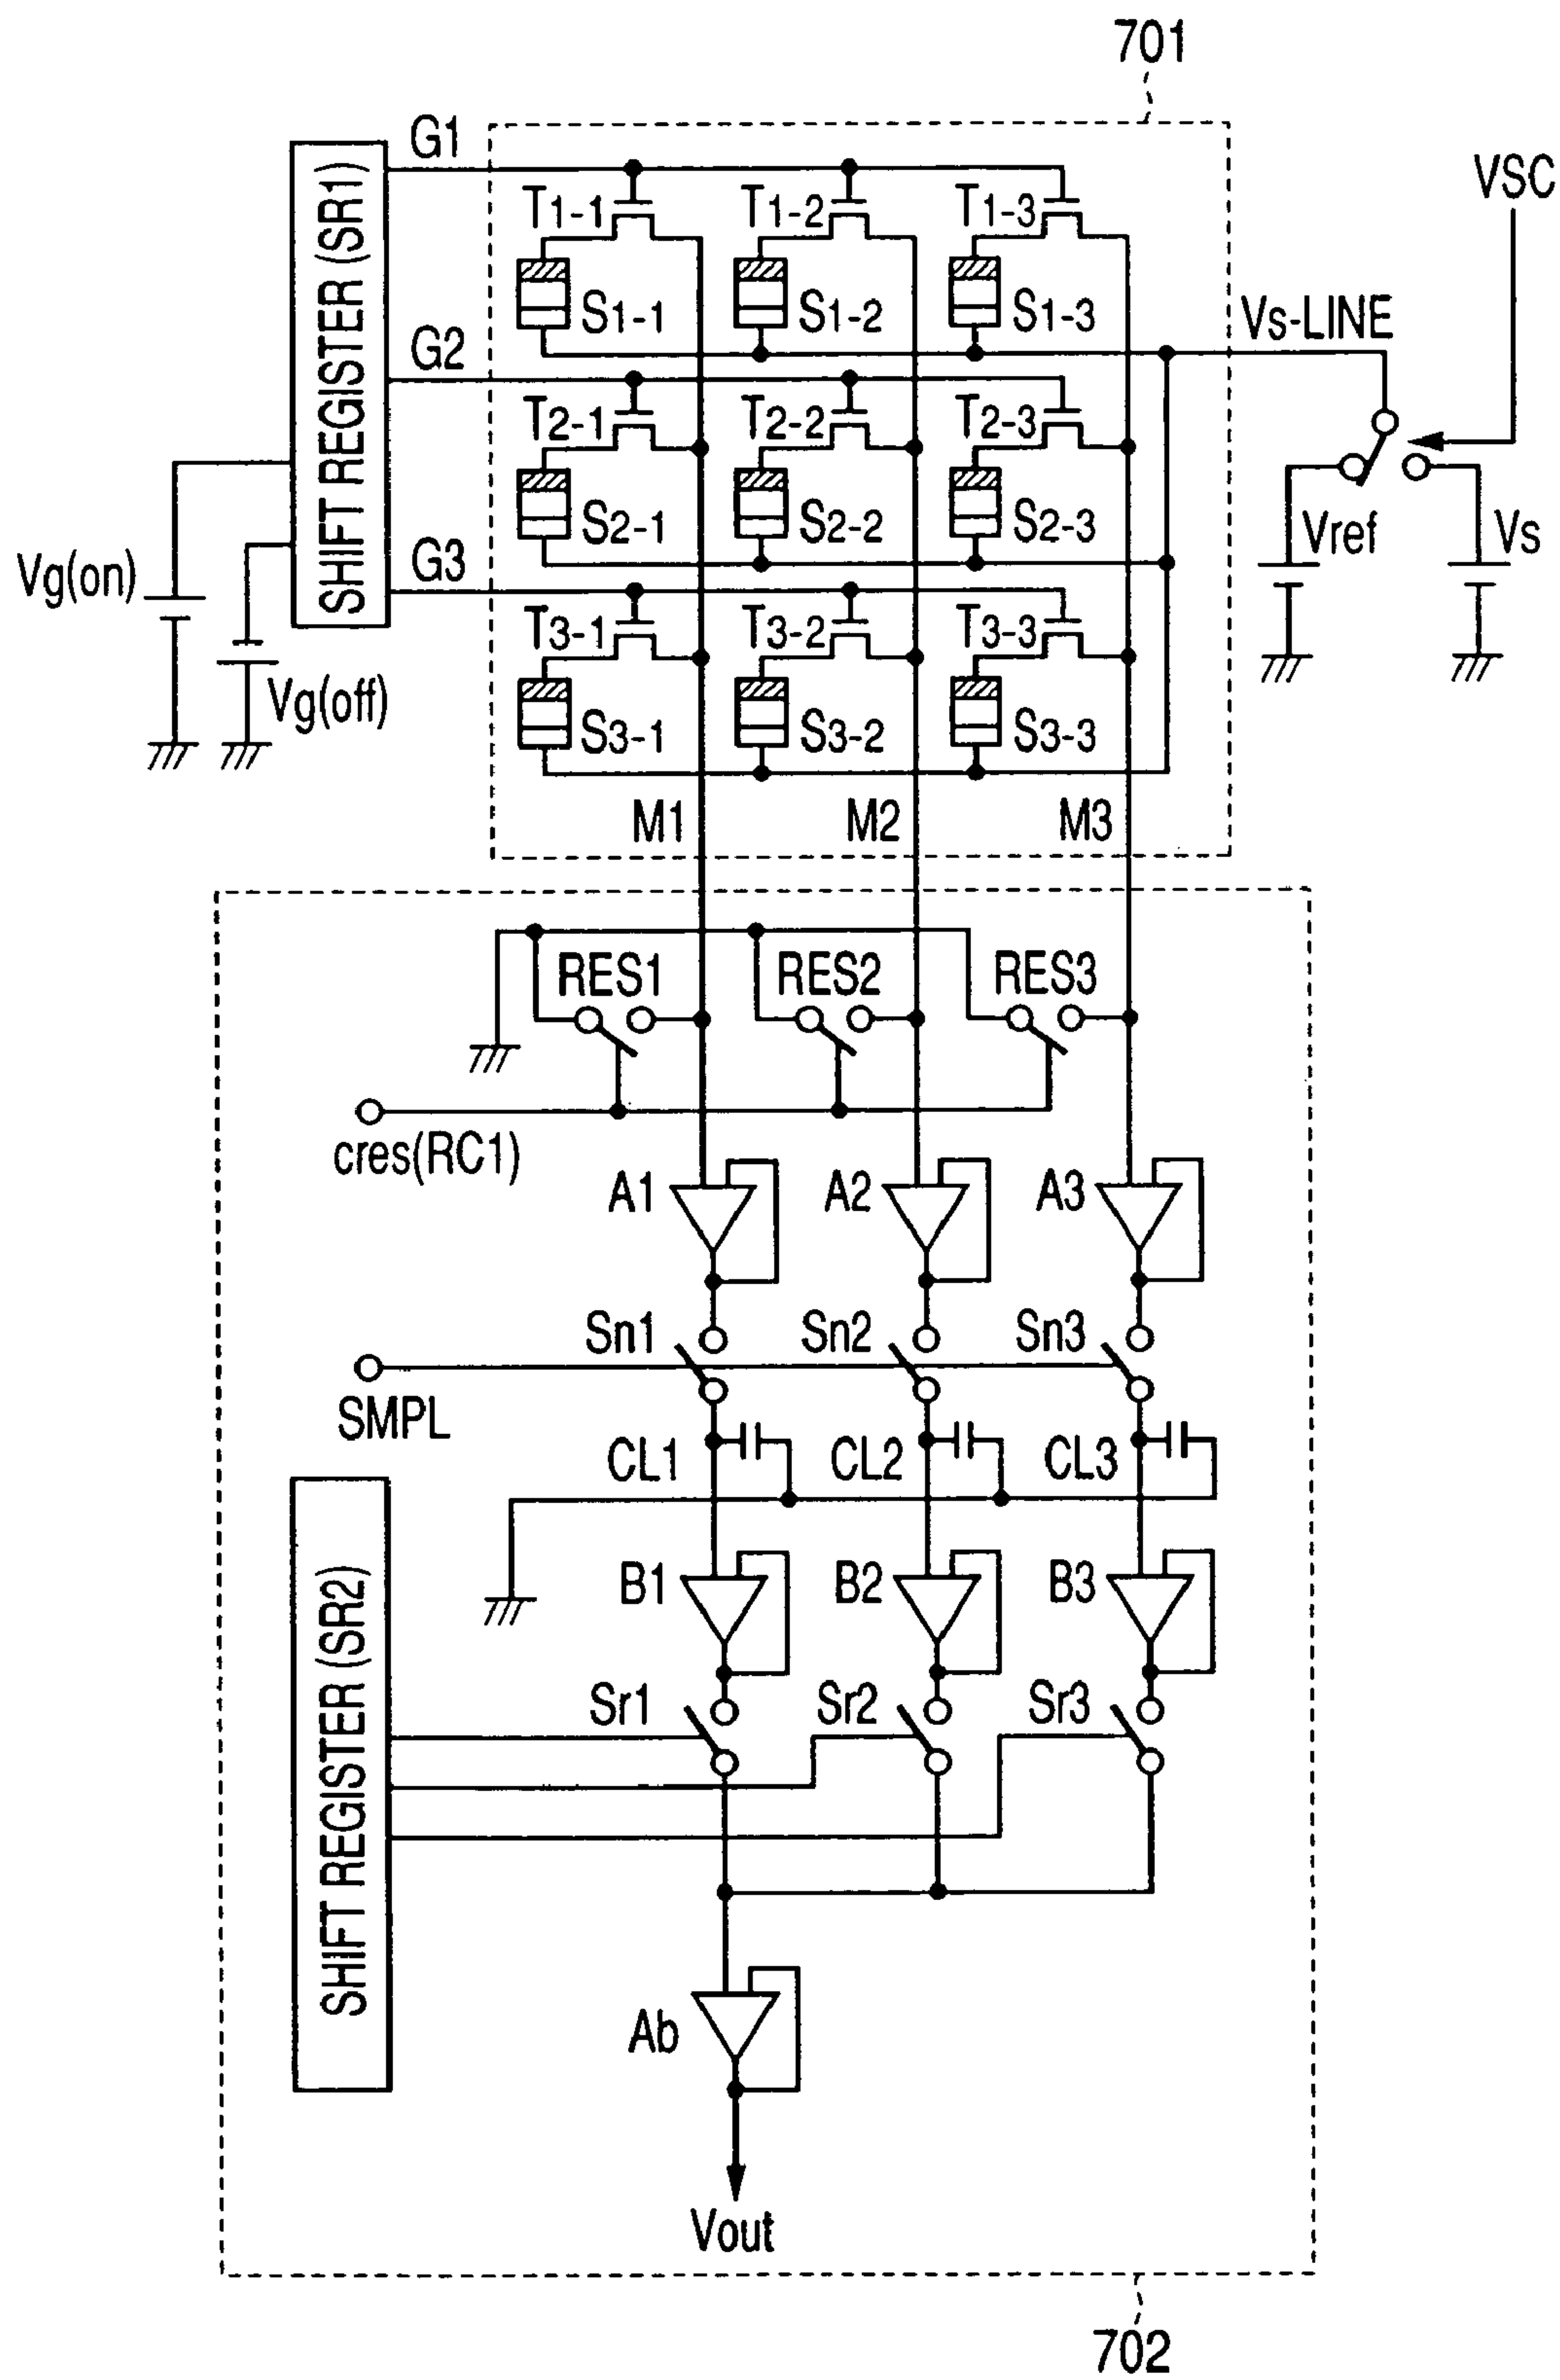 701
G1
VSC
SHIFT REGISTER (SR1)
T1-1
T1-2
T1-3
S1-1
S1-2
S1-3
Vs-LINE
G2
T2-1
T2-2
T2-3
S2-1
S2-2
S2-3
Vref
Vs
G3
Vg(on)
T3-1
T3-2
T3-3
Vg(off)
S3-1
S3-2
S3-3
M1
M2
M3
RES1
RES2
RES3
cres(RC1)
A1
A2
A3
Sn1
Sn2
Sn3
SMPL
CL1
CL2
CL3
SHIFT REGISTER (SR2)
B1
B2
B3
Sr1
Sr2
Sr3
Ab
Vout
702